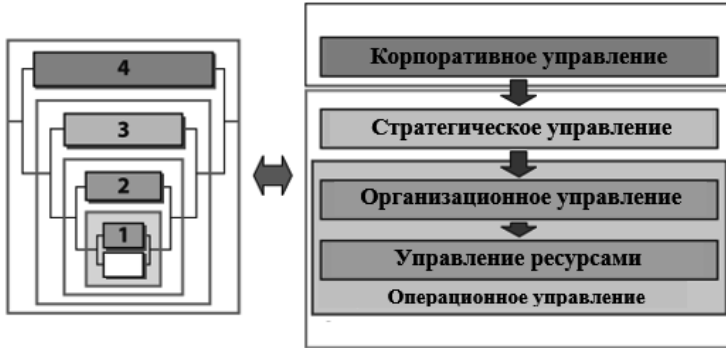 4
3
2
1
Корпоративное управление
Стратегическое управление
Организационное управление
Управление ресурсами
Операционное управление